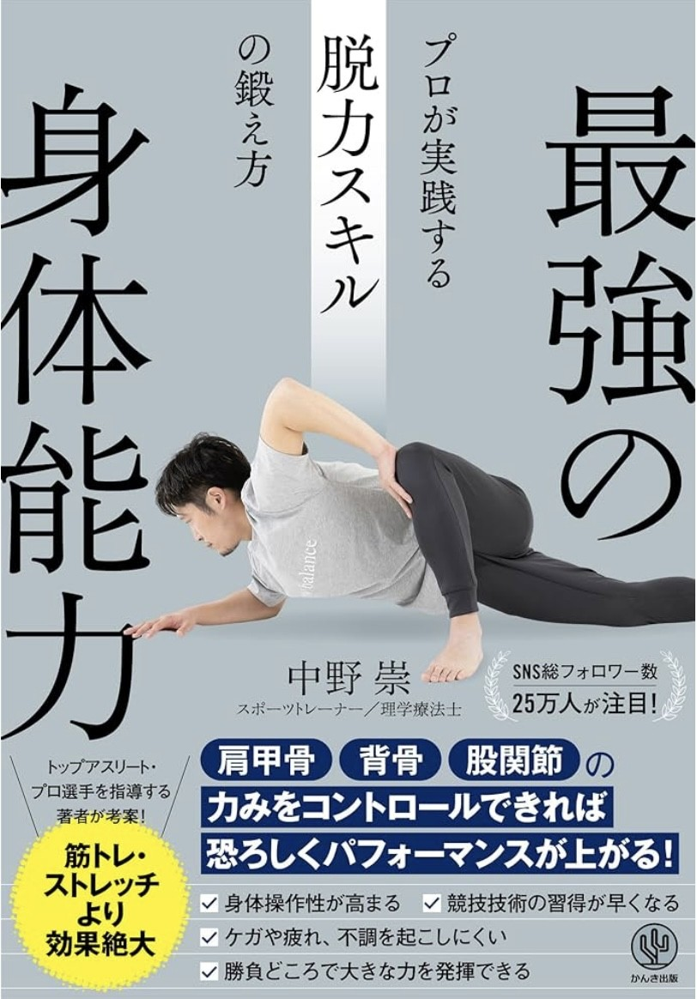 最強の
身体能力
プロが実践する
脱力スキル
の鍛え方
balance
中野 崇
スポーツトレーナー／理学療法士
SNS総フォロワー数
25万人が注目！
トップアスリート・
プロ選手を指導する
著者が考案！
筋トレ・
ストレッチ
より
効果絶大
肩甲骨 背骨 股関節 の
力みをコントロールできれば
恐ろしくパフォーマンスが上がる！
身体操作性が高まる 競技技術の習得が早くなる
ケガや疲れ、不調を起こしにくい
勝負どころで大きな力を発揮できる
かんき出版